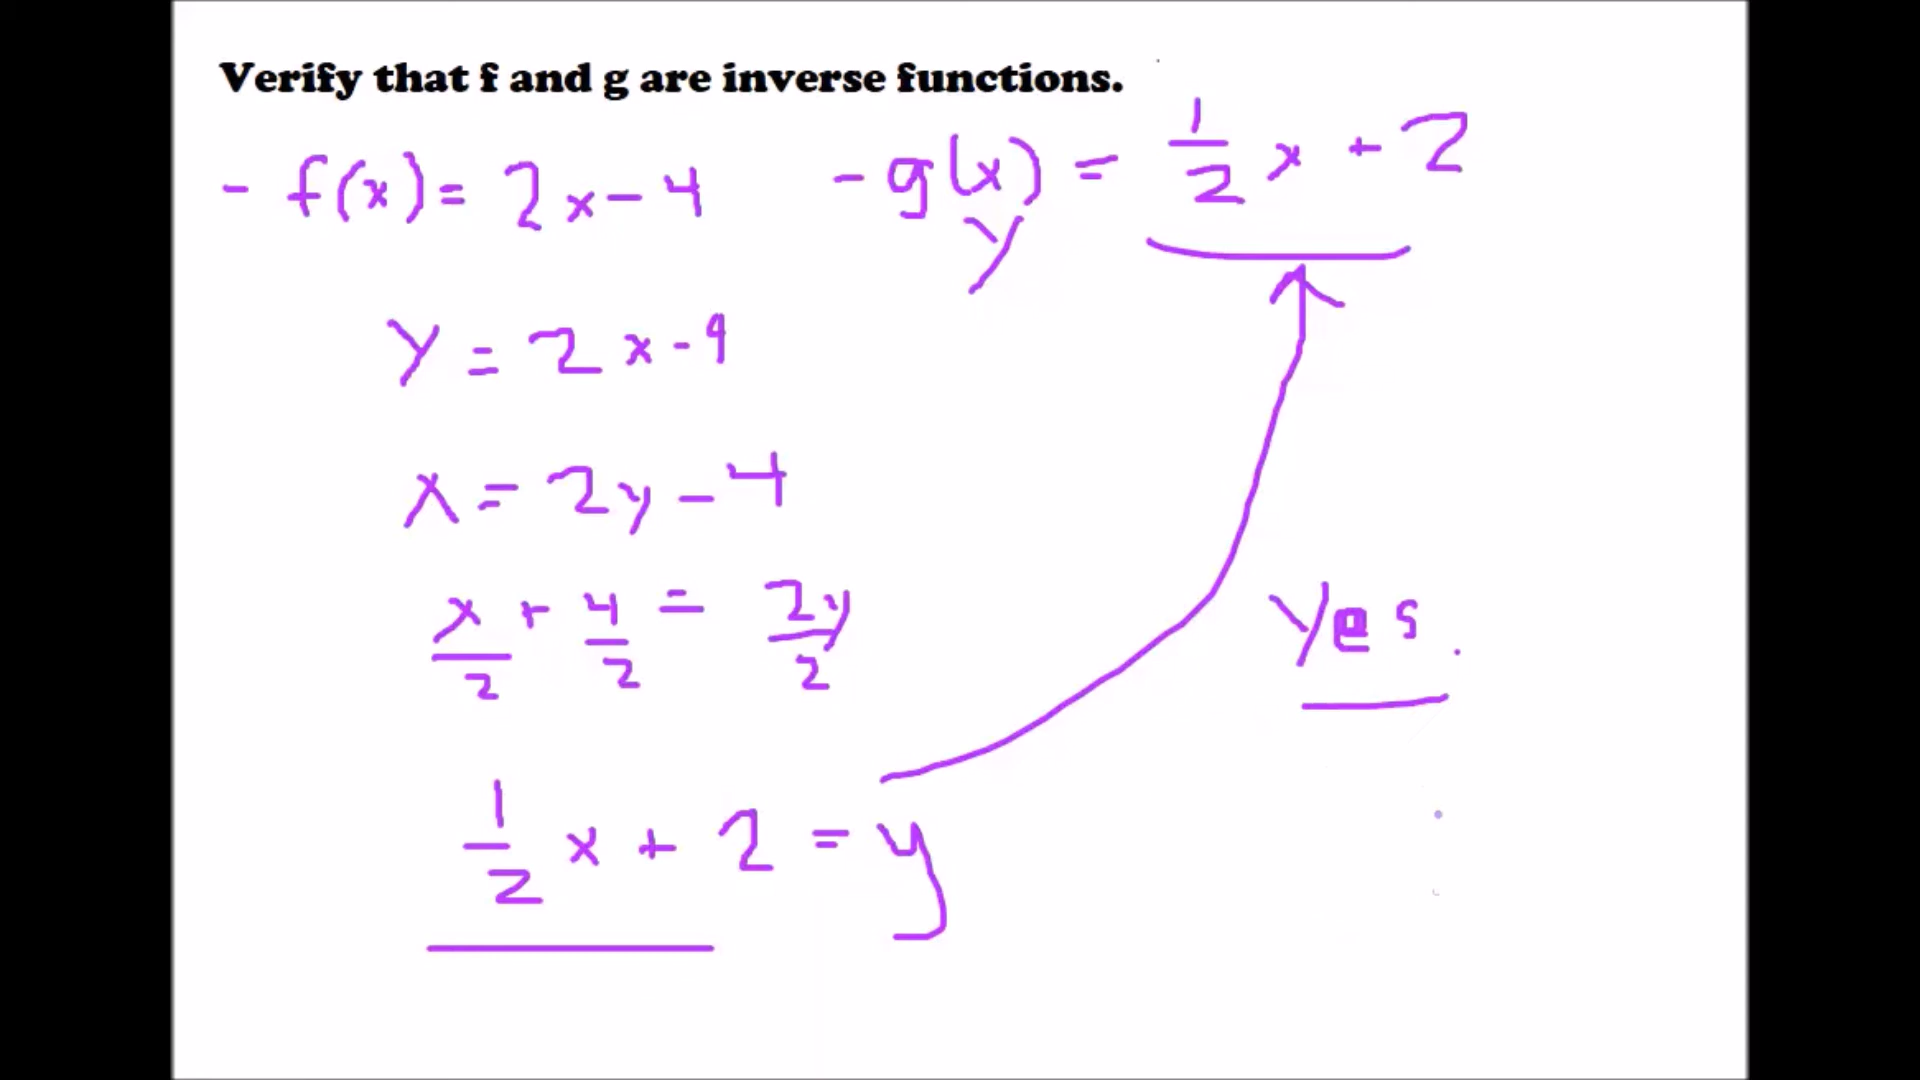 Verify that f and g are inverse functions.
- f(x) = 2x - 4
- g(x) = 1/2 x + 2
y
y = 2x - 4
x = 2y - 4
x/2 + 4/2 = 2y/2
1/2 x + 2 = y
Yes.